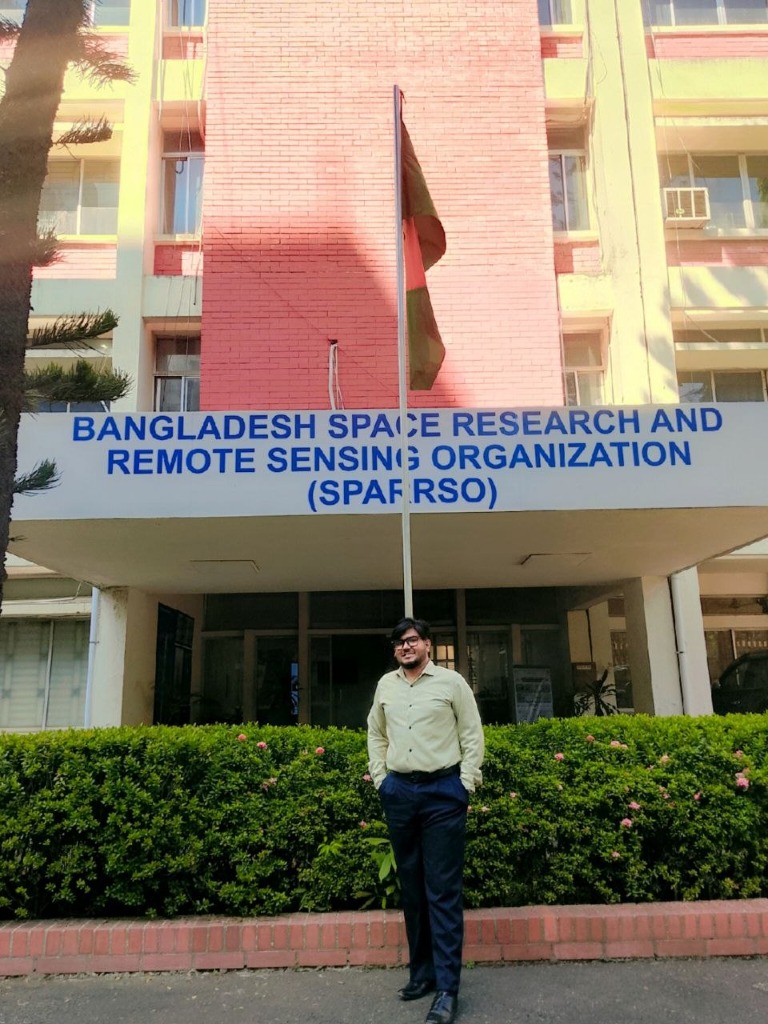 BANGLADESH SPACE RESEARCH AND
REMOTE SENSING ORGANIZATION
(SPARRSO)